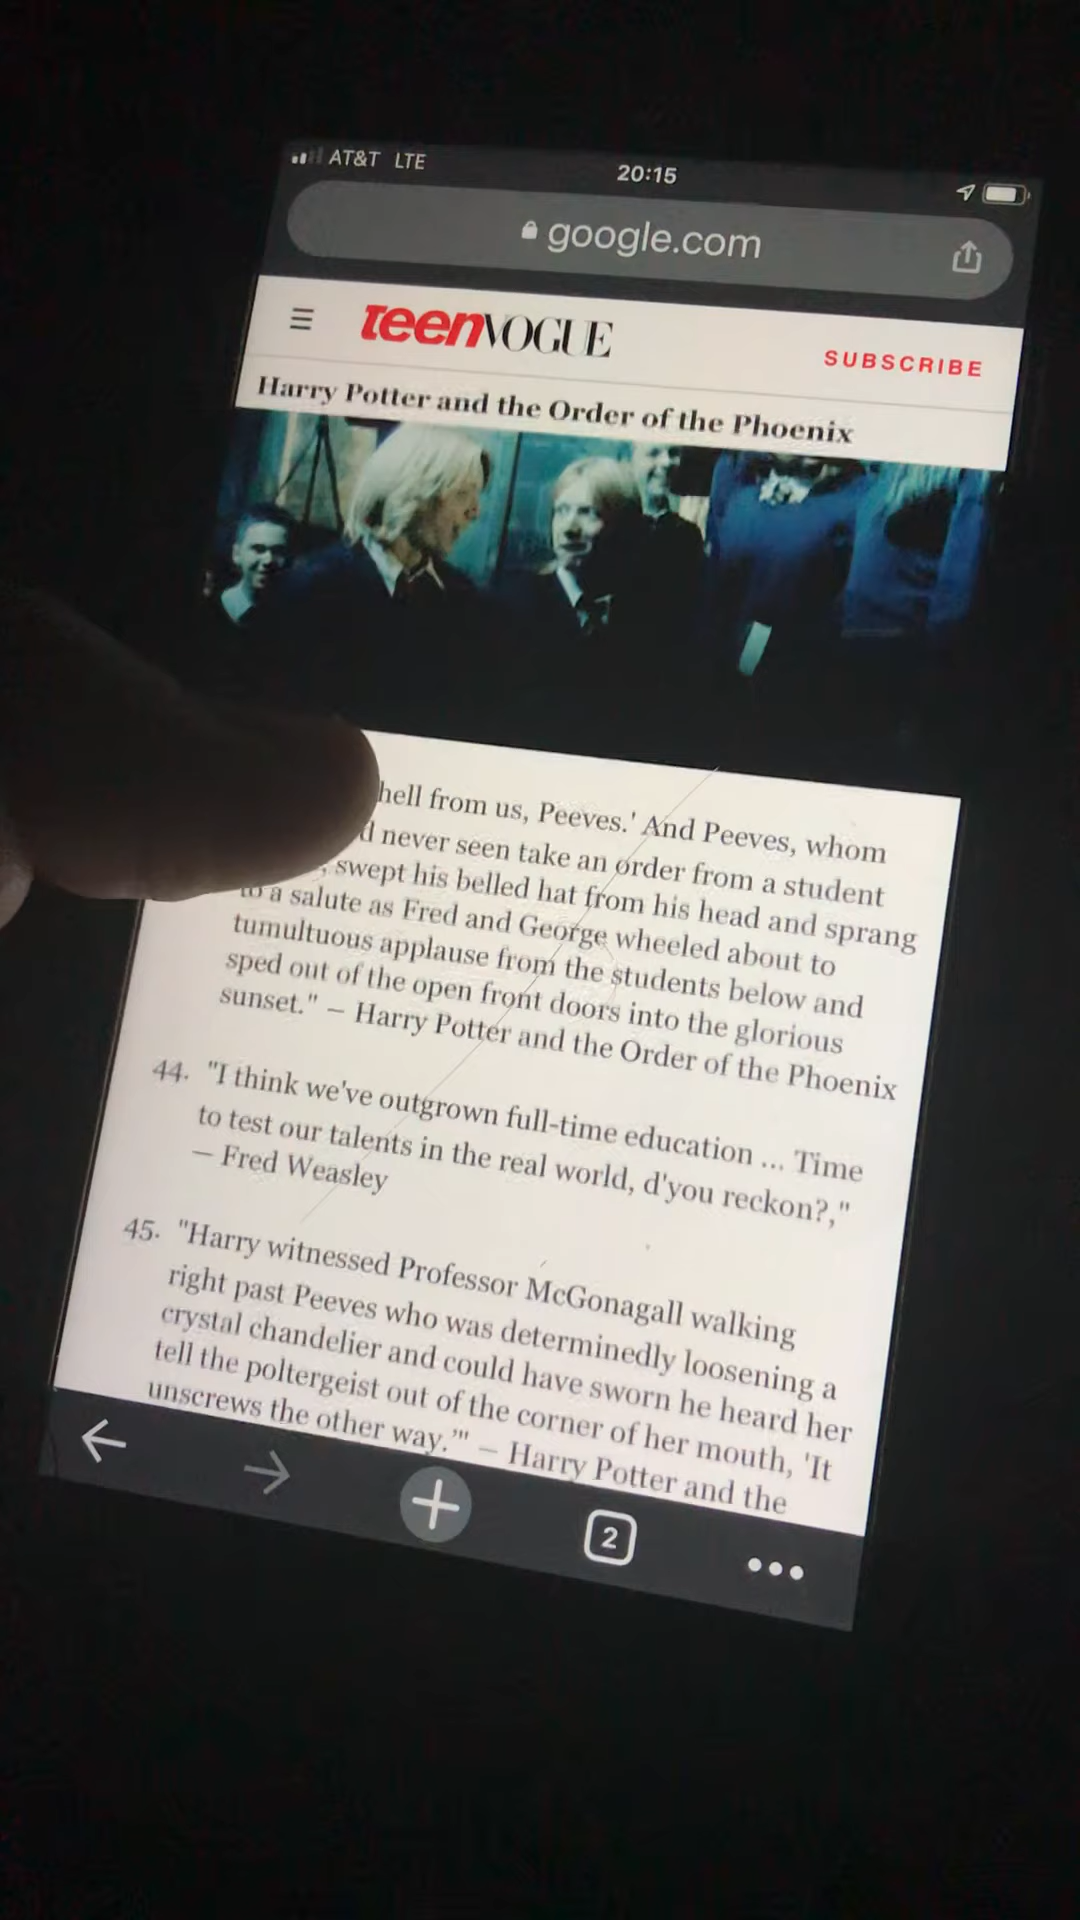 AT&T LTE
20:15
google.com
teenVOGUE
SUBSCRIBE
Harry Potter and the Order of the Phoenix
hell from us, Peeves.' And Peeves, whom
never seen take an order from a student
, swept his belled hat from his head and sprang
to a salute as Fred and George wheeled about to
tumultuous applause from the students below and
sped out of the open front doors into the glorious
sunset." – Harry Potter and the Order of the Phoenix
44. "I think we've outgrown full-time education ... Time
to test our talents in the real world, d'you reckon?,"
– Fred Weasley
45. "Harry witnessed Professor McGonagall walking
right past Peeves who was determinedly loosening a
crystal chandelier and could have sworn he heard her
tell the poltergeist out of the corner of her mouth, 'It
unscrews the other way.'" – Harry Potter and the
2